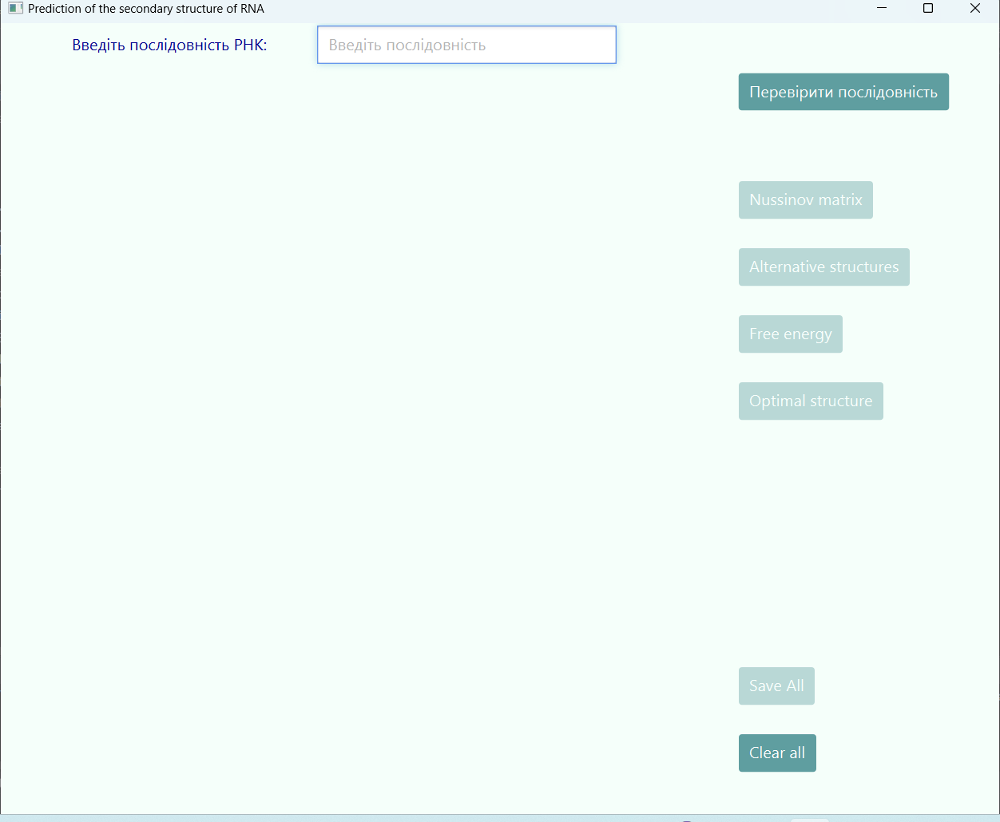 Prediction of the secondary structure of RNA
Введіть послідовність РНК:
Введіть послідовність
Перевірити послідовність
Nussinov matrix
Alternative structures
Free energy
Optimal structure
Save All
Clear all